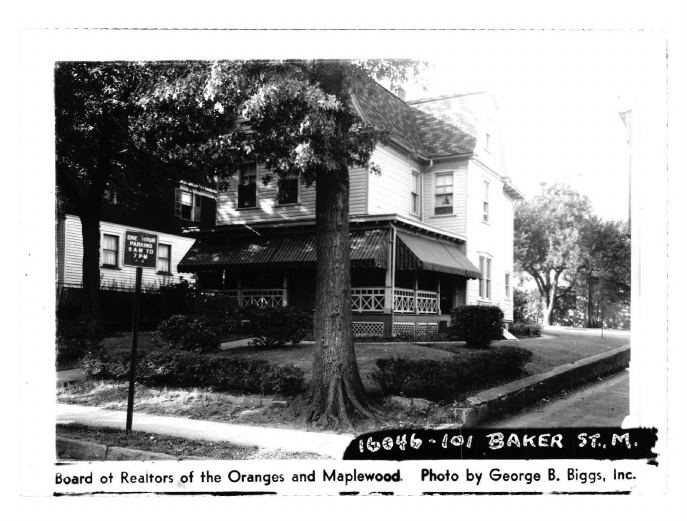 ONE HOUR
PARKING
9 AM TO
7 PM
16046-101 BAKER ST., M.
Board of Realtors of the Oranges and Maplewood. Photo by George B. Biggs, Inc.